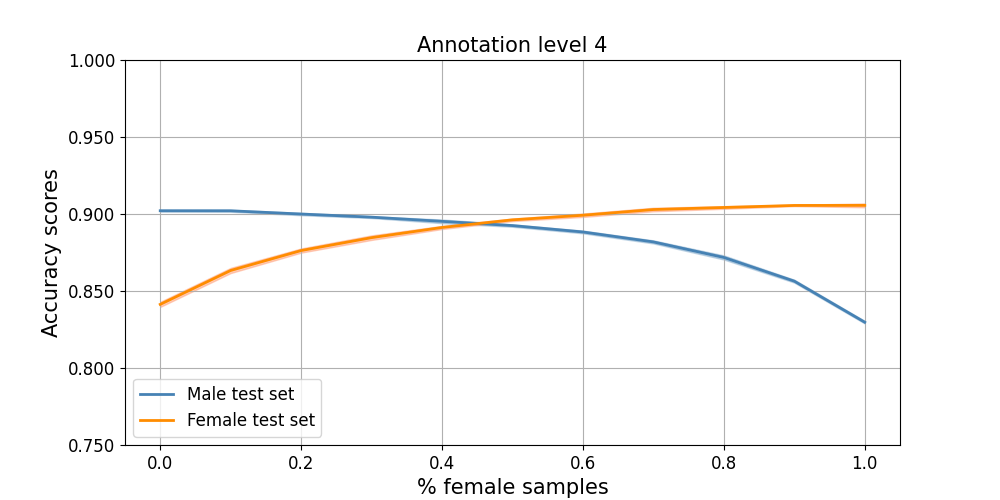 Annotation level 4
Accuracy scores
1.000
0.950
0.900
0.850
0.800
0.750
Male test set
Female test set
0.0 0.2 0.4 0.6 0.8 1.0
% female samples